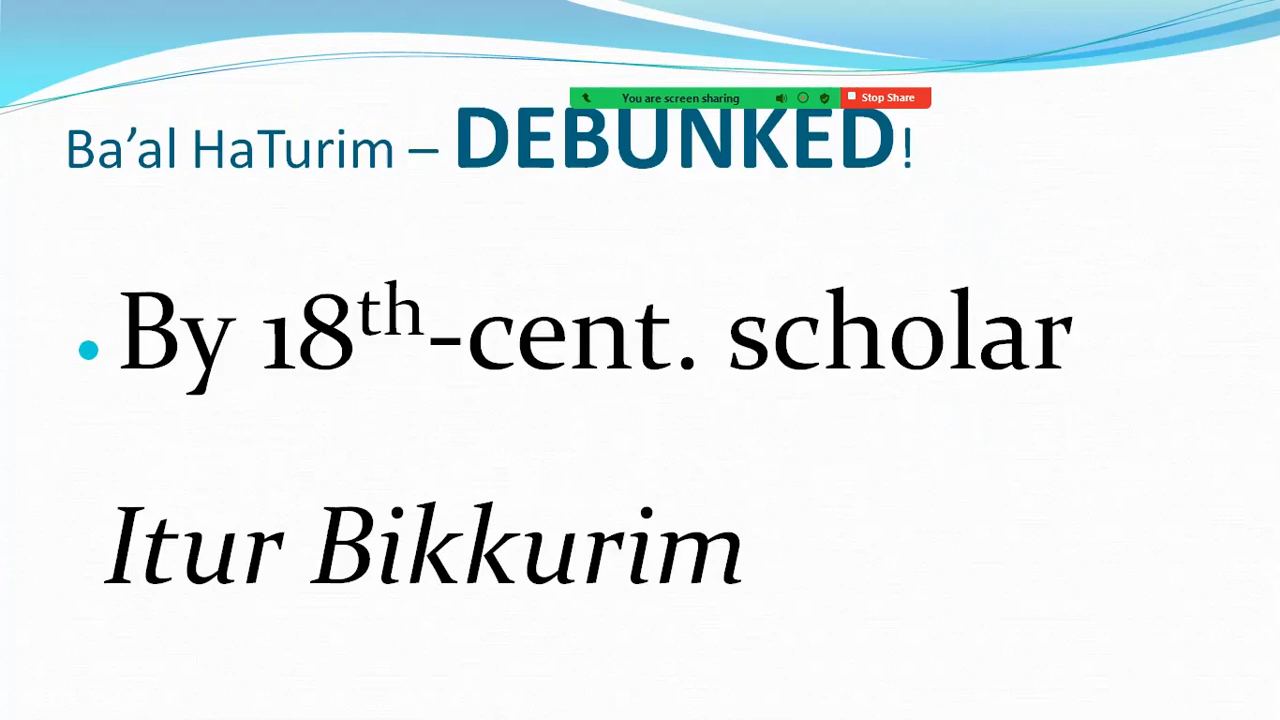 You are screen sharing Stop Share
Ba’al HaTurim – DEBUNKED!
• By 18th-cent. scholar
Itur Bikkurim